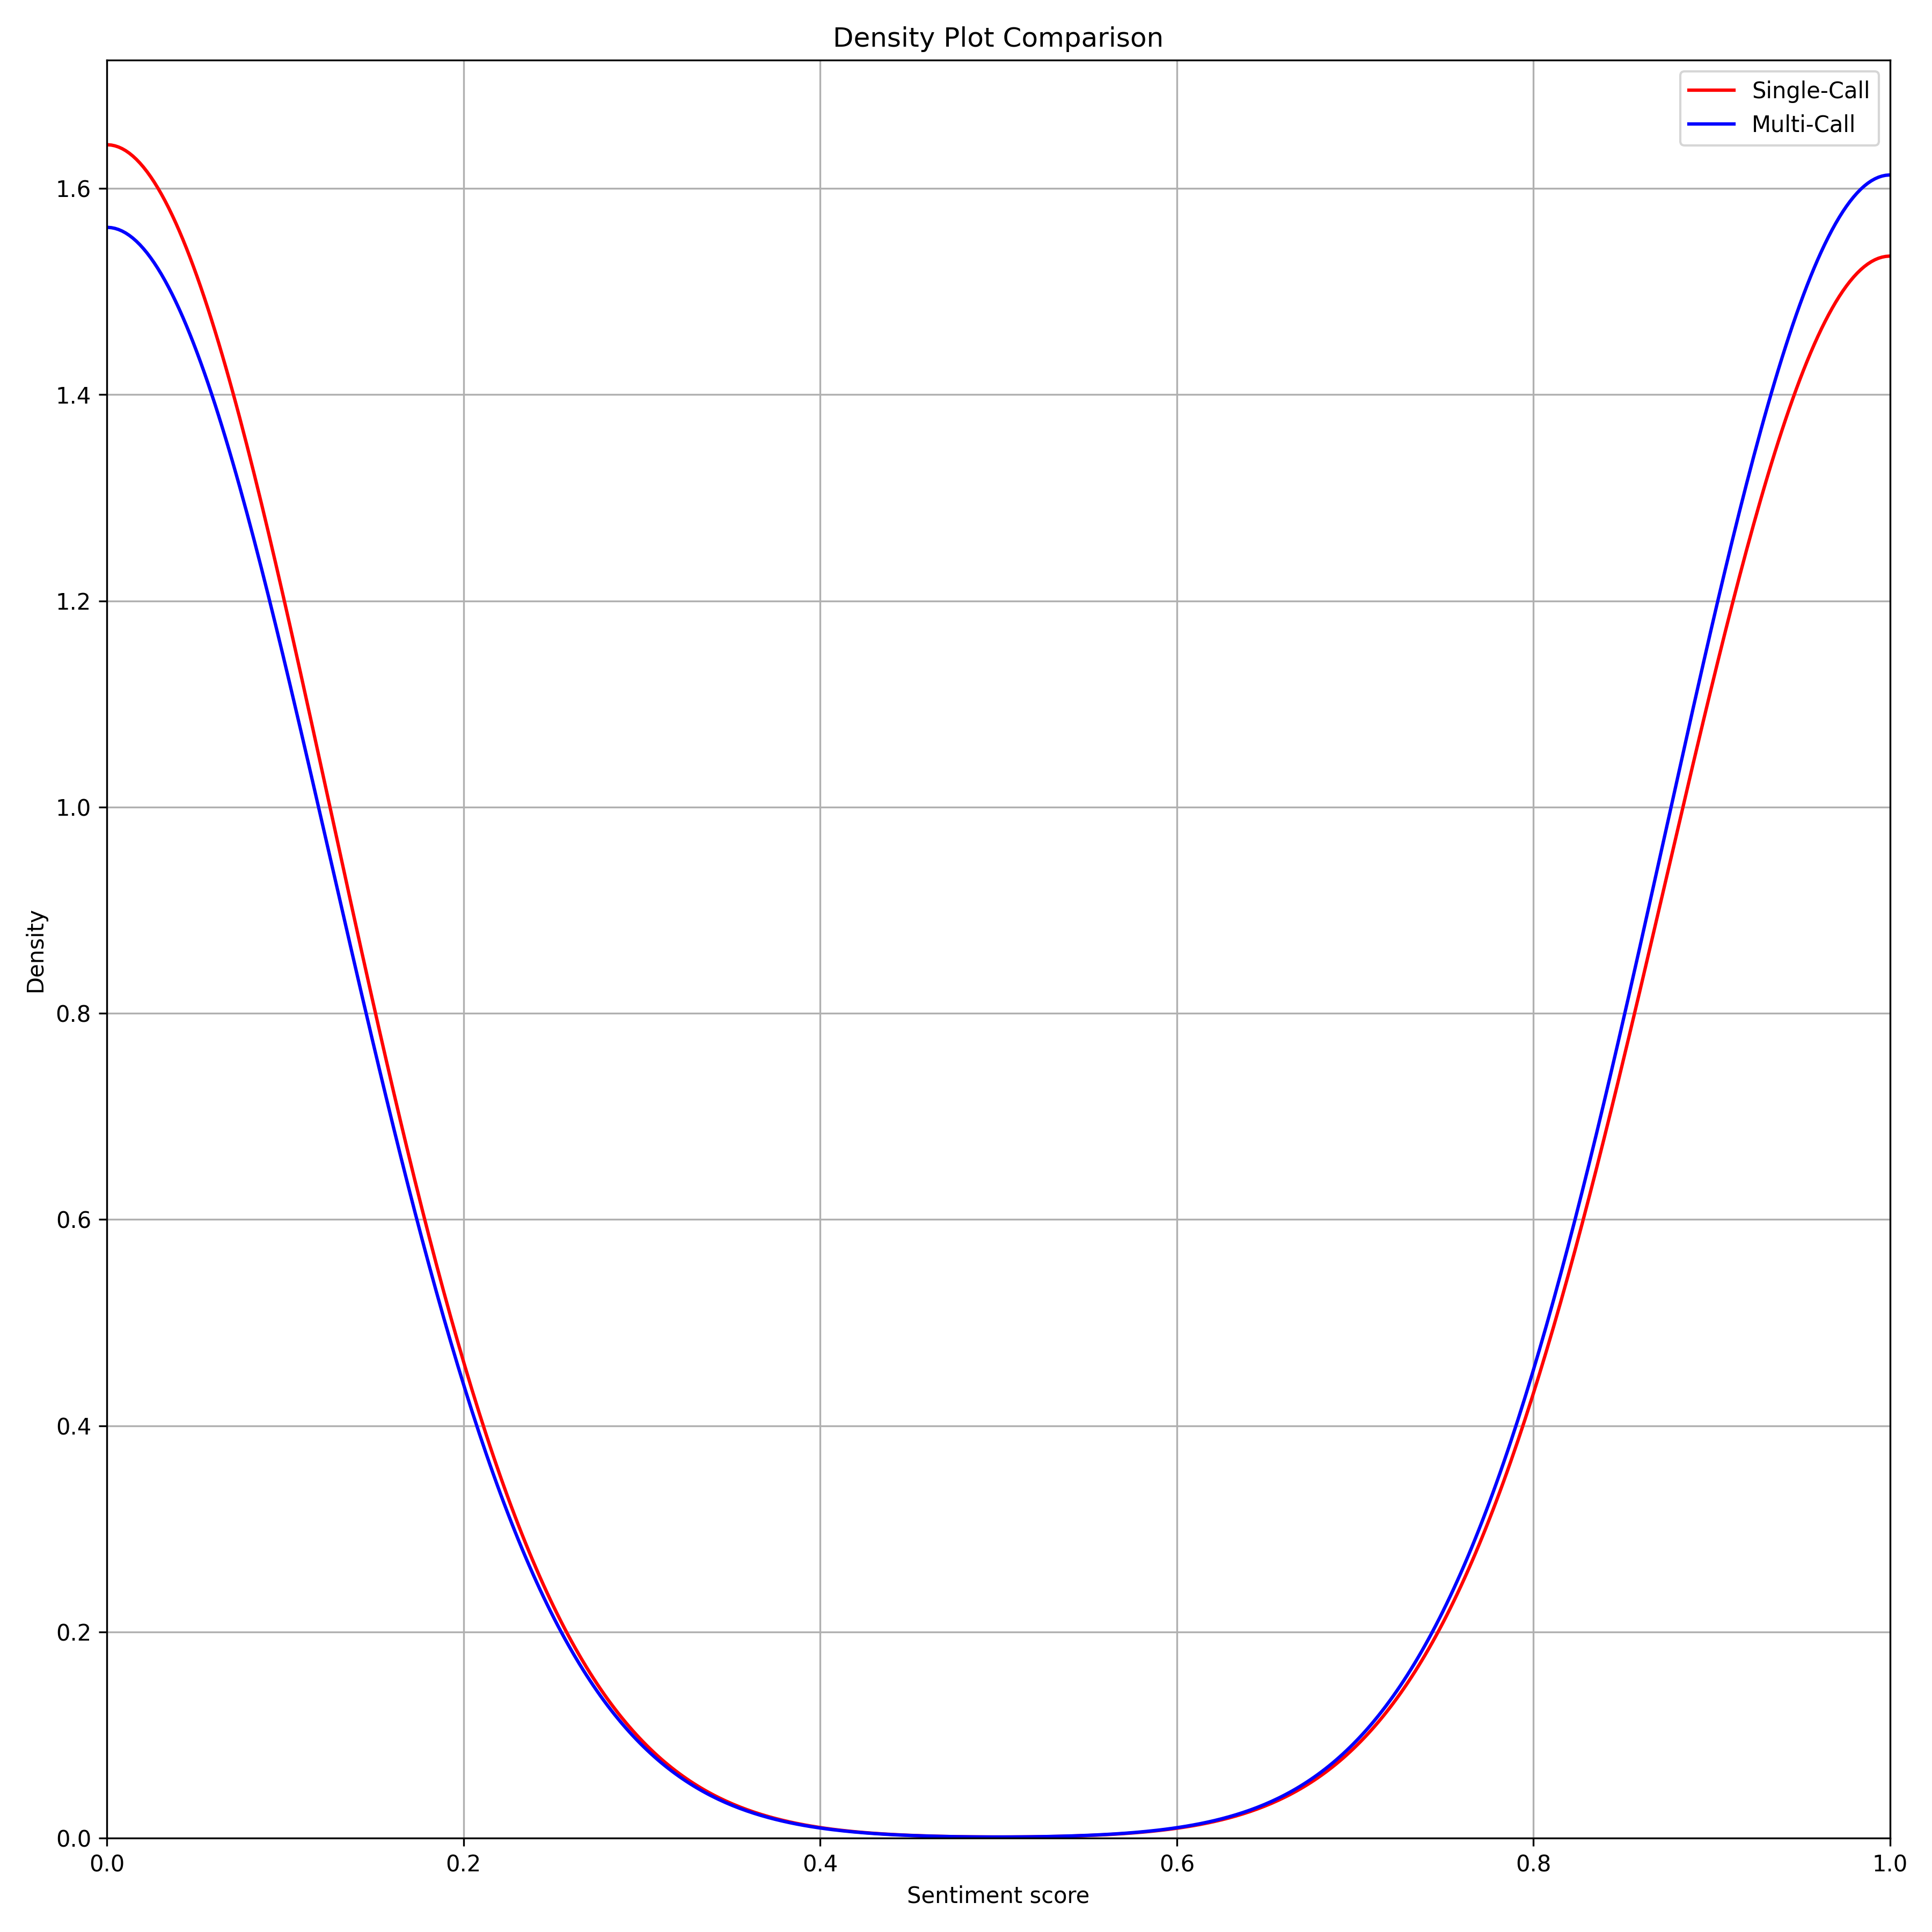 Density Plot Comparison
Single-Call
Multi-Call
1.6
1.4
1.2
1.0
0.8
0.6
0.4
0.2
0.0
Density
0.0 0.2 0.4 0.6 0.8 1.0
Sentiment score